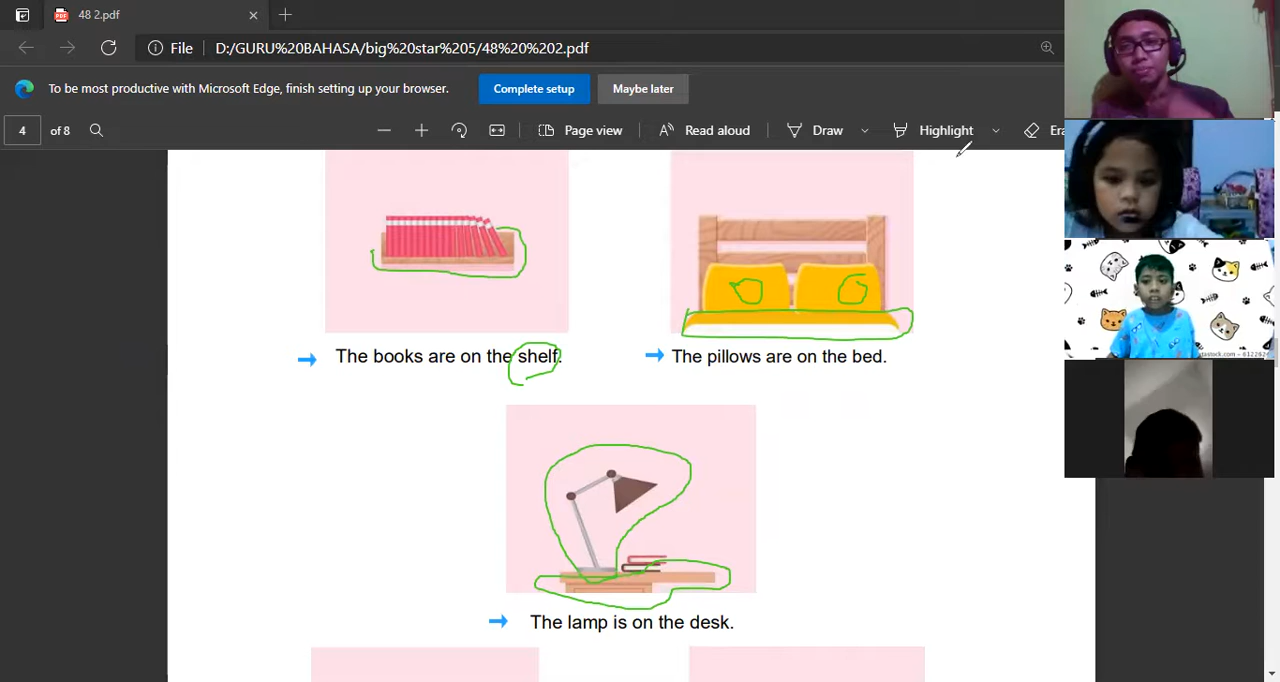 48 2.pdf
File D:/GURU%20BAHASA/big%20star%205/48%20%202.pdf
To be most productive with Microsoft Edge, finish setting up your browser. Complete setup Maybe later
4 of 8 Page view Read aloud Draw Highlight Era
The books are on the shelf. The pillows are on the bed.
The lamp is on the desk.